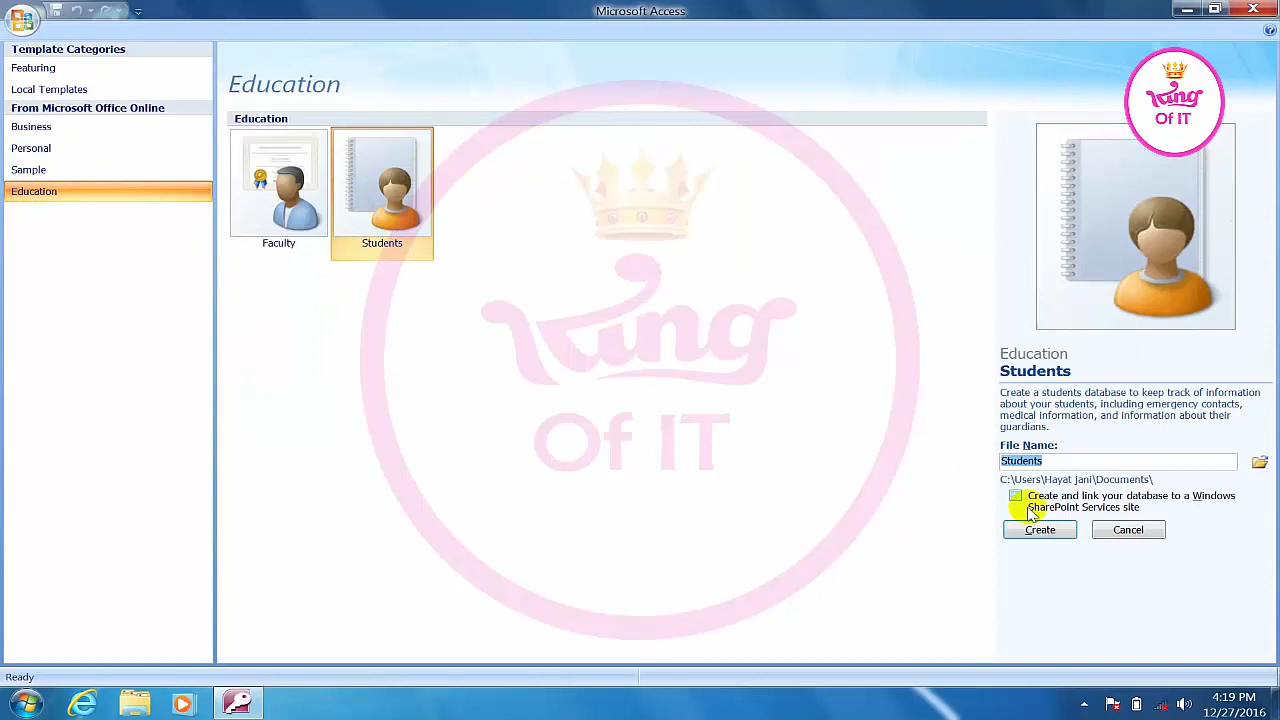 Microsoft Access
Template Categories
Featuring
Local Templates
From Microsoft Office Online
Business
Personal
Sample
Education
Education
Education
Faculty
Students
King
Of IT
King
Of IT
Education
Students
Create a students database to keep track of information
about your students, including emergency contacts,
medical information, and information about their
guardians.
File Name:
Students
C:\Users\Hayat Jani\Documents\
Create and link your database to a Windows
SharePoint Services site
Create
Cancel
Ready
4:19 PM
12/27/2016